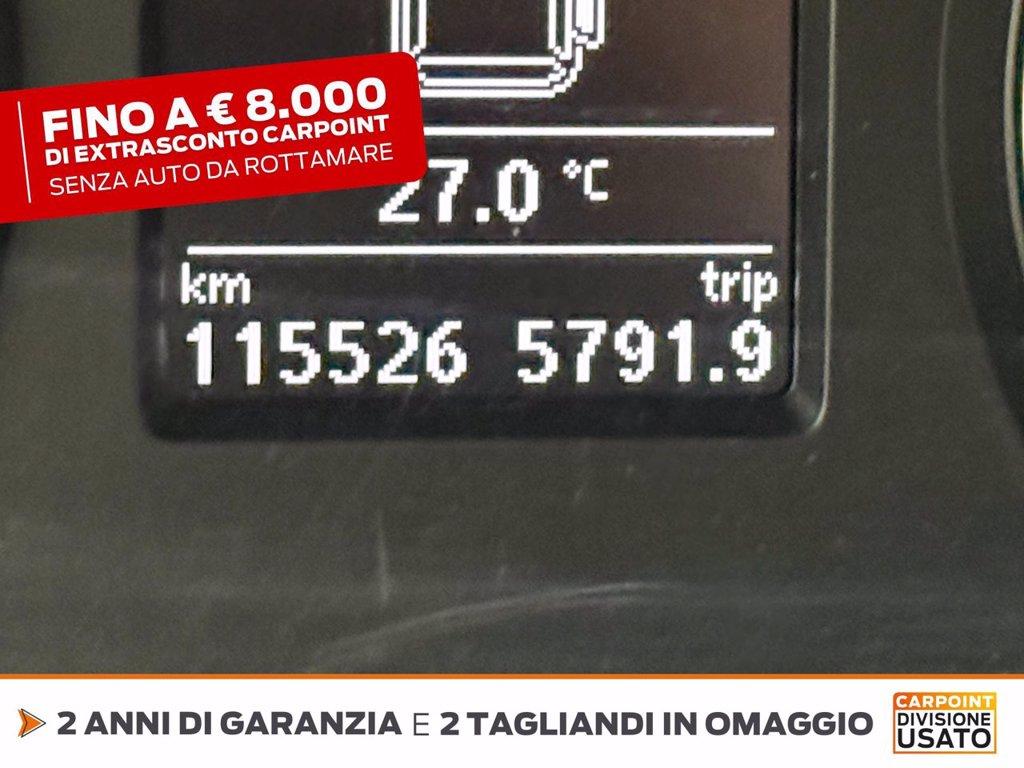 FINO A € 8.000
DI EXTRASCONTO CARPOINT
SENZA AUTO DA ROTTAMARE
27.0 °C
km trip
115526 5791.9
2 ANNI DI GARANZIA E 2 TAGLIANDI IN OMAGGIO
CARPOINT
DIVISIONE
USATO